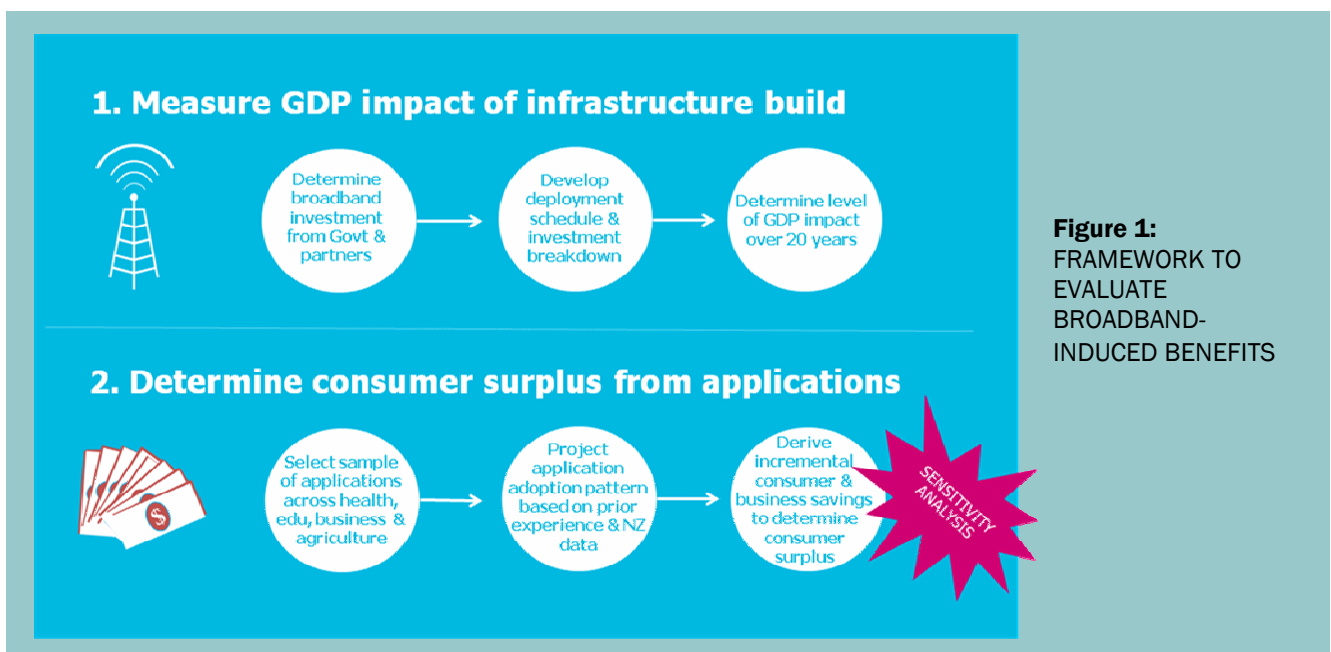 1. Measure GDP impact of infrastructure build
Determine
broadband
investment
from Govt &
partners
Develop
deployment
schedule &
investment
breakdown
Determine level
of GDP impact
over 20 years
2. Determine consumer surplus from applications
$
Select sample
of applications
across health,
edu, business &
agriculture
Project
application
adoption pattern
based on prior
experience & NZ
data
Derive
incremental
consumer &
business savings
to determine
consumer
surplus
SENSITIVITY
ANALYSIS
Figure 1:
FRAMEWORK TO
EVALUATE
BROADBAND-
INDUCED BENEFITS